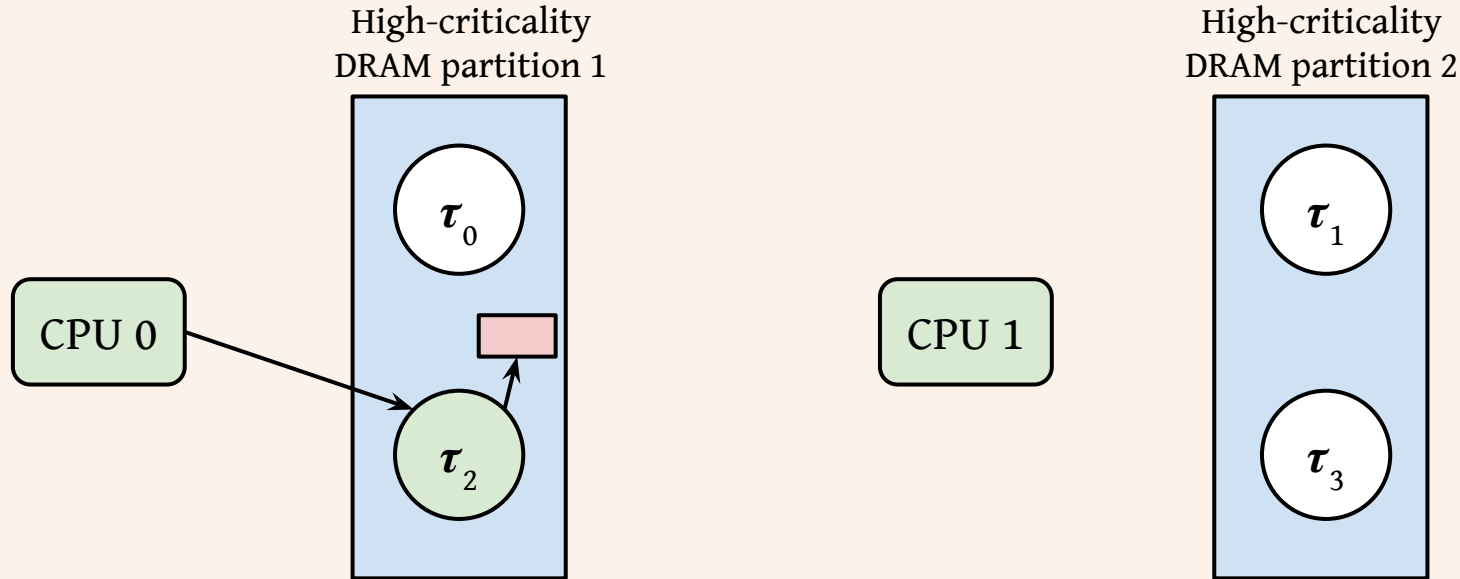 High-criticality
DRAM partition 1
High-criticality
DRAM partition 2
τ₀
τ₁
CPU 0
CPU 1
τ₂
τ₃